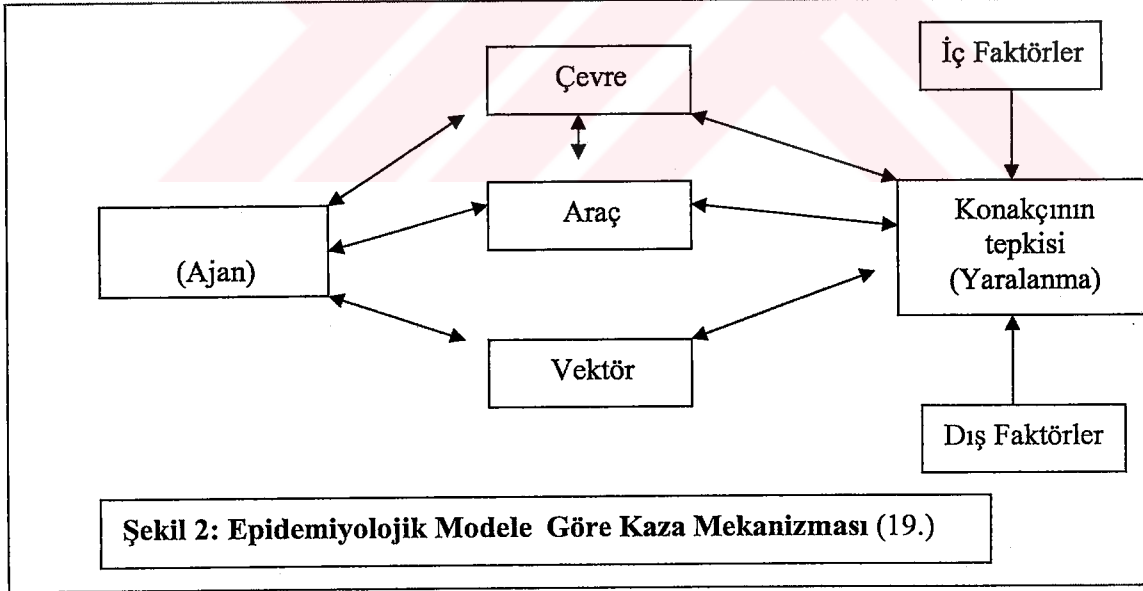 Çevre
İç Faktörler
(Ajan)
Araç
Konakçının
tepkisi
(Yaralanma)
Vektör
Dış Faktörler
Şekil 2: Epidemiyolojik Modele Göre Kaza Mekanizması (19.)